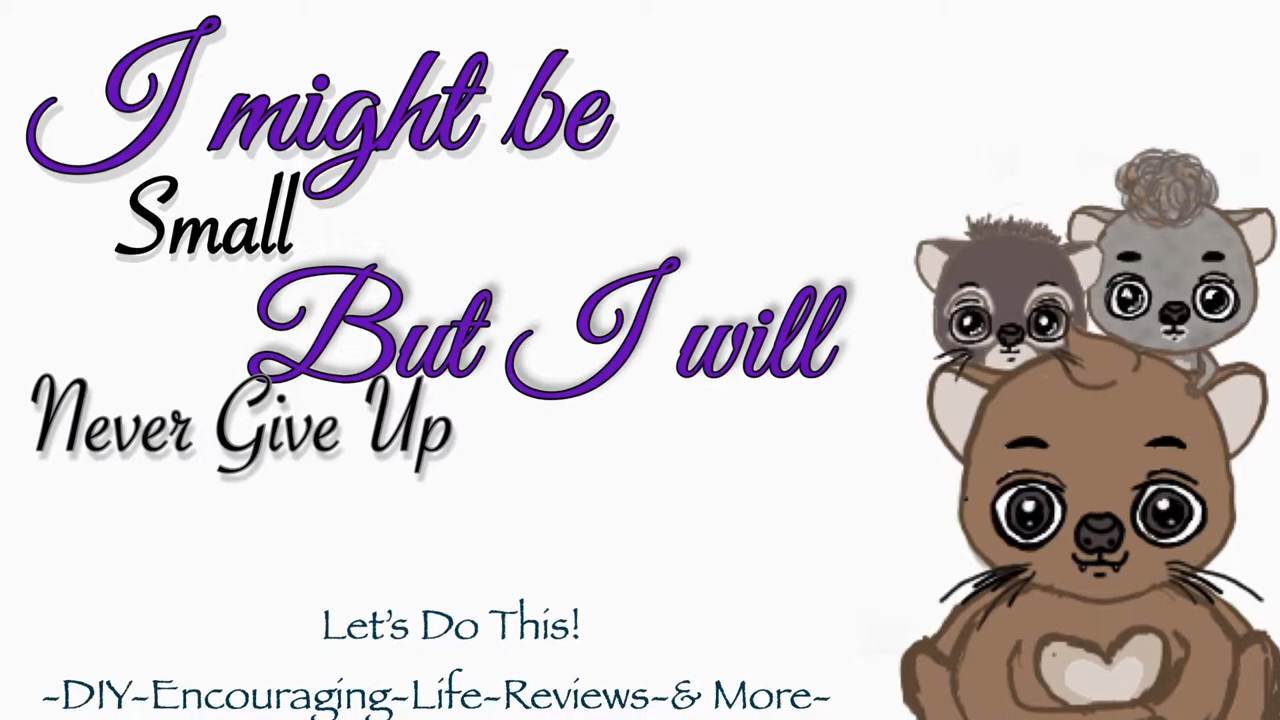 I might be
Small
But I will
Never Give Up
Let's Do This!
-DIY-Encouraging-Life-Reviews-& More-